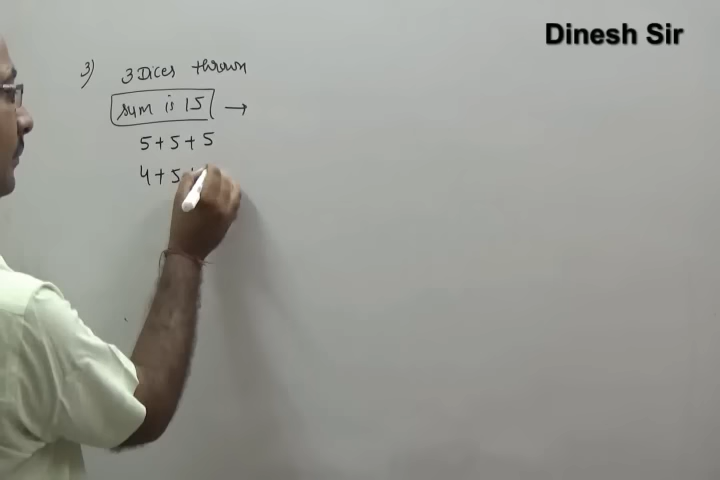 Dinesh Sir
3) 3 Dices thrown
sum is 15 →
5 + 5 + 5
4 + 5